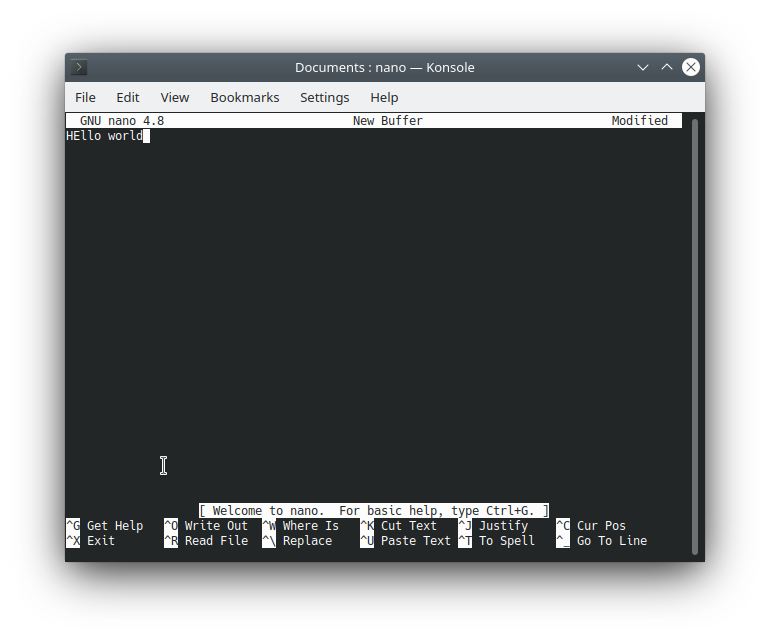 Documents : nano — Konsole
File Edit View Bookmarks Settings Help
GNU nano 4.8 New Buffer Modified
HEllo world
[ Welcome to nano.  For basic help, type Ctrl+G. ]
^G Get Help ^O Write Out ^W Where Is ^K Cut Text ^J Justify ^C Cur Pos
^X Exit ^R Read File ^\ Replace ^U Paste Text ^T To Spell ^_ Go To Line